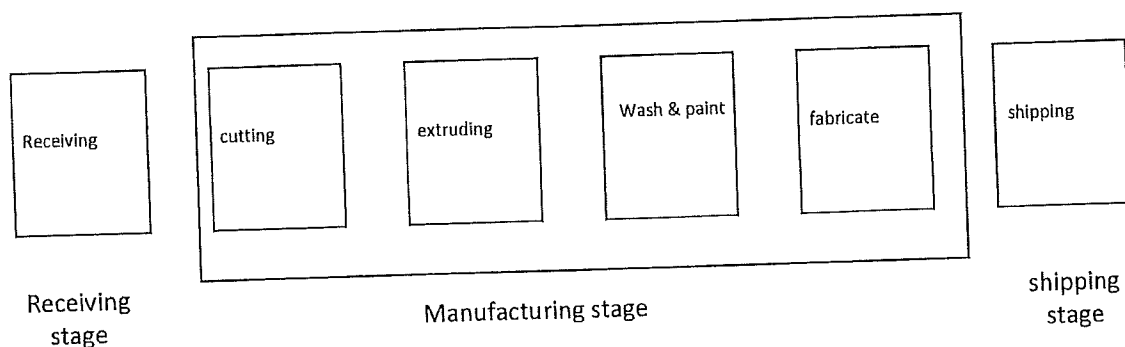 Receiving
cutting
extruding
Wash & paint
fabricate
shipping
Receiving
stage
Manufacturing stage
shipping
stage